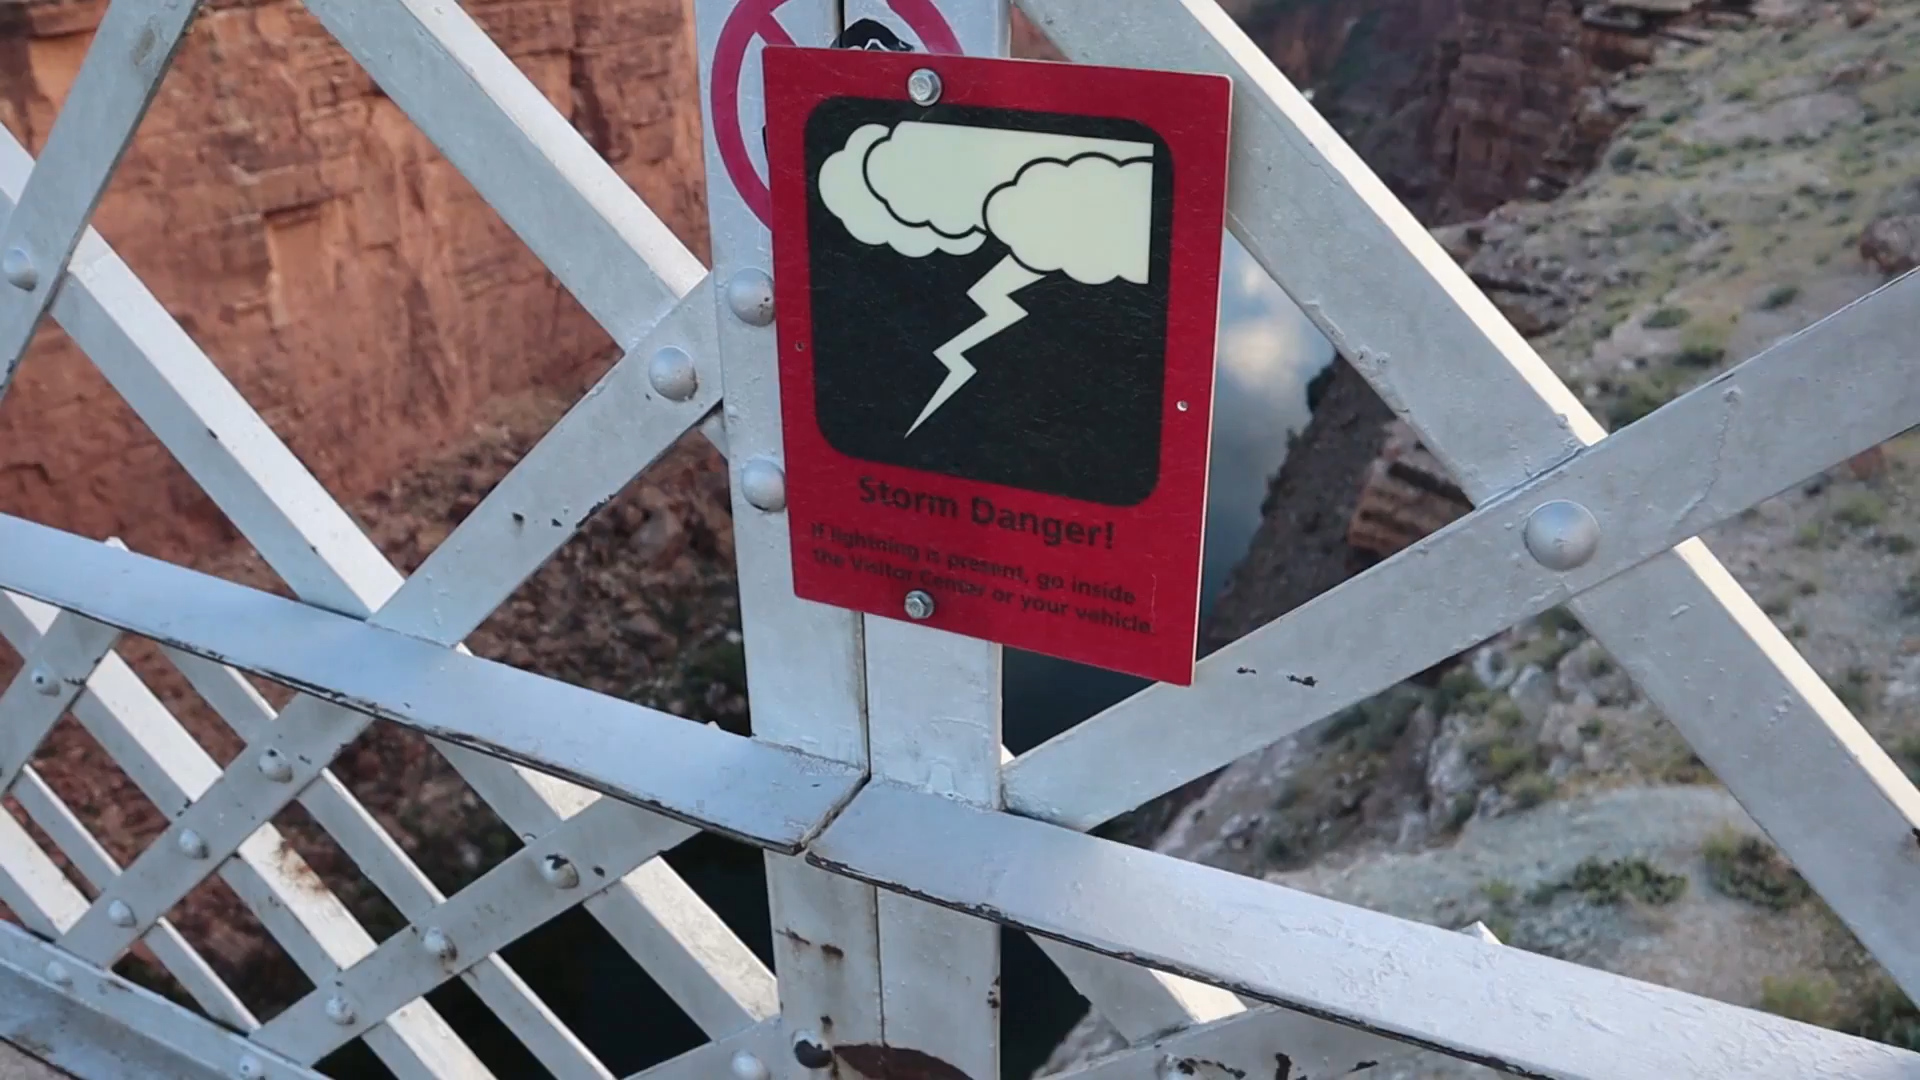 Storm Danger!
If lightning is present, go inside
the Visitor Center or your vehicle.